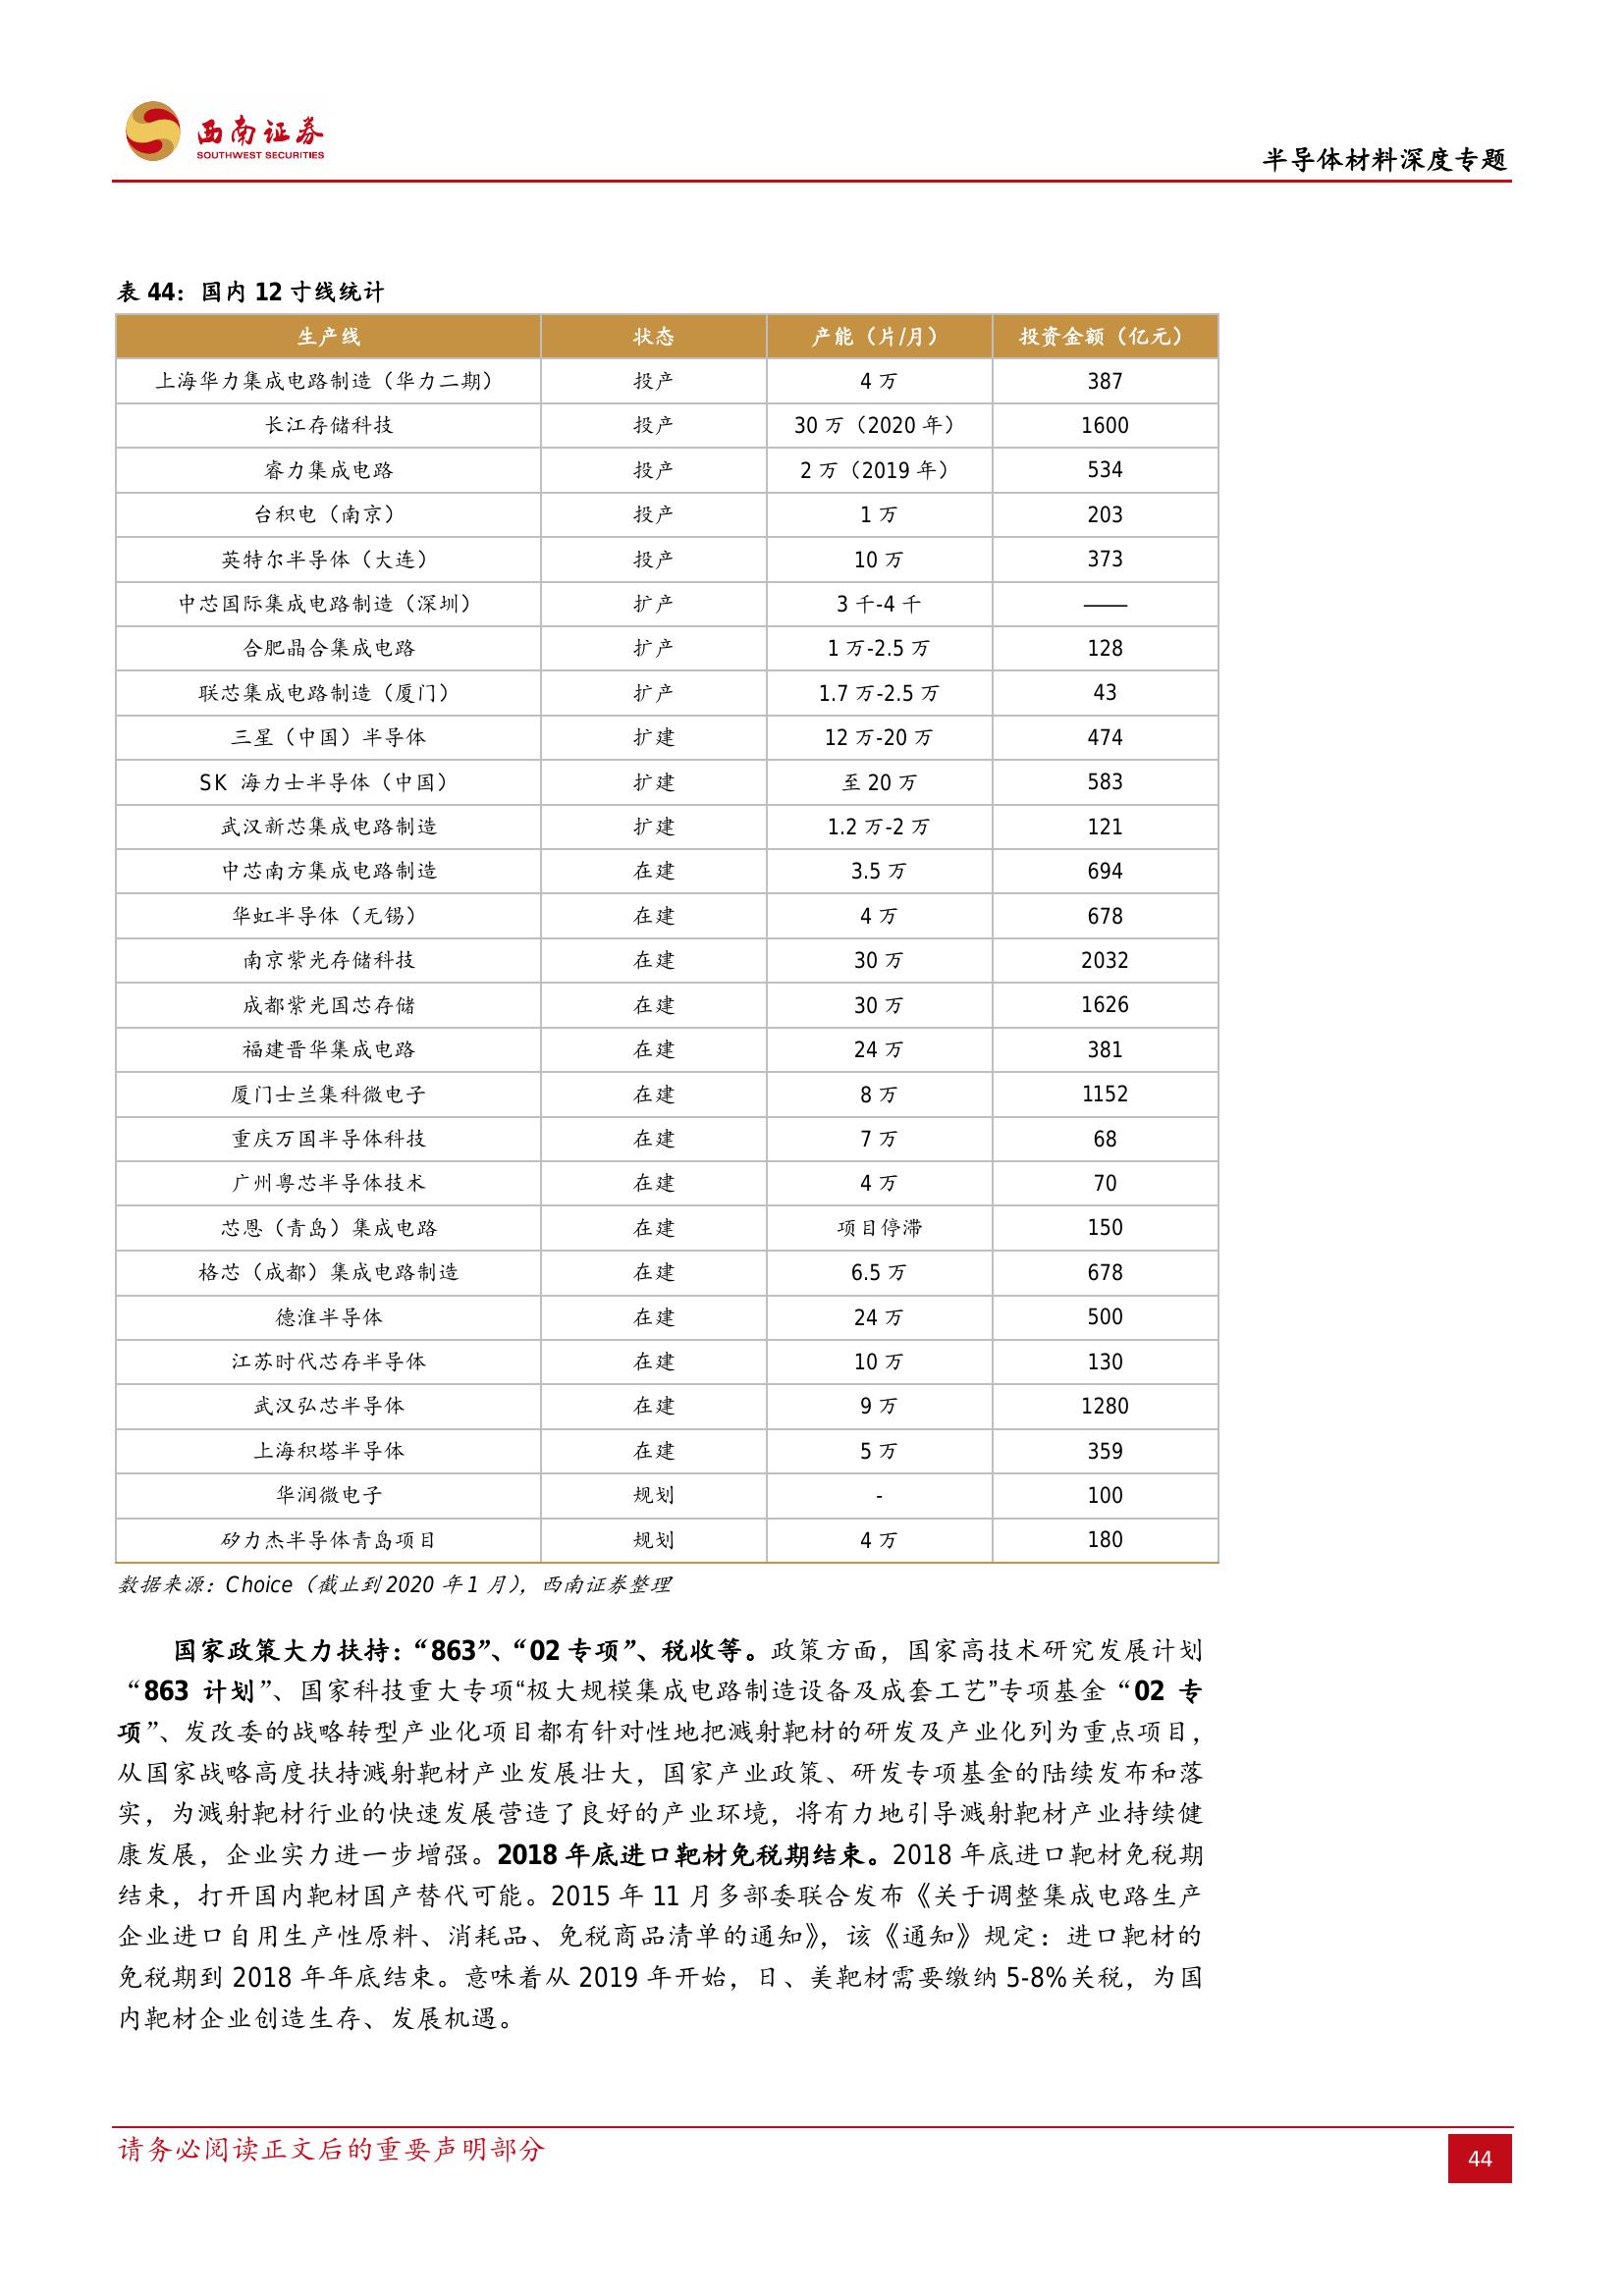 西南证券
SOUTHWEST SECURITIES
半导体材料深度专题
表 44：国内 12 寸线统计
生产线 状态 产能（片/月） 投资金额（亿元）
上海华力集成电路制造（华力二期） 投产 4 万 387
长江存储科技 投产 30 万（2020 年） 1600
睿力集成电路 投产 2 万（2019 年） 534
台积电（南京） 投产 1 万 203
英特尔半导体（大连） 投产 10 万 373
中芯国际集成电路制造（深圳） 扩产 3 千-4 千 ——
合肥晶合集成电路 扩产 1 万-2.5 万 128
联芯集成电路制造（厦门） 扩产 1.7 万-2.5 万 43
三星（中国）半导体 扩建 12 万-20 万 474
SK 海力士半导体（中国） 扩建 至 20 万 583
武汉新芯集成电路制造 扩建 1.2 万-2 万 121
中芯南方集成电路制造 在建 3.5 万 694
华虹半导体（无锡） 在建 4 万 678
南京紫光存储科技 在建 30 万 2032
成都紫光国芯存储 在建 30 万 1626
福建晋华集成电路 在建 24 万 381
厦门士兰集科微电子 在建 8 万 1152
重庆万国半导体科技 在建 7 万 68
广州粤芯半导体技术 在建 4 万 70
芯恩（青岛）集成电路 在建 项目停滞 150
格芯（成都）集成电路制造 在建 6.5 万 678
德淮半导体 在建 24 万 500
江苏时代芯存半导体 在建 10 万 130
武汉弘芯半导体 在建 9 万 1280
上海积塔半导体 在建 5 万 359
华润微电子 规划 - 100
矽力杰半导体青岛项目 规划 4 万 180
数据来源：Choice（截止到 2020 年 1 月），西南证券整理
国家政策大力扶持：“863”、“02 专项”、税收等。政策方面，国家高技术研究发展计划
“863 计划”、国家科技重大专项“极大规模集成电路制造设备及成套工艺”专项基金“02 专
项”、发改委的战略转型产业化项目都有针对性地把溅射靶材的研发及产业化列为重点项目，
从国家战略高度扶持溅射靶材产业发展壮大，国家产业政策、研发专项基金的陆续发布和落
实，为溅射靶材行业的快速发展营造了良好的产业环境，将有力地引导溅射靶材产业持续健
康发展，企业实力进一步增强。2018 年底进口靶材免税期结束。2018 年底进口靶材免税期
结束，打开国内靶材国产替代可能。2015 年 11 月多部委联合发布《关于调整集成电路生产
企业进口自用生产性原料、消耗品、免税商品清单的通知》，该《通知》规定：进口靶材的
免税期到 2018 年年底结束。意味着从 2019 年开始，日、美靶材需要缴纳 5-8%关税，为国
内靶材企业创造生存、发展机遇。
请务必阅读正文后的重要声明部分
44